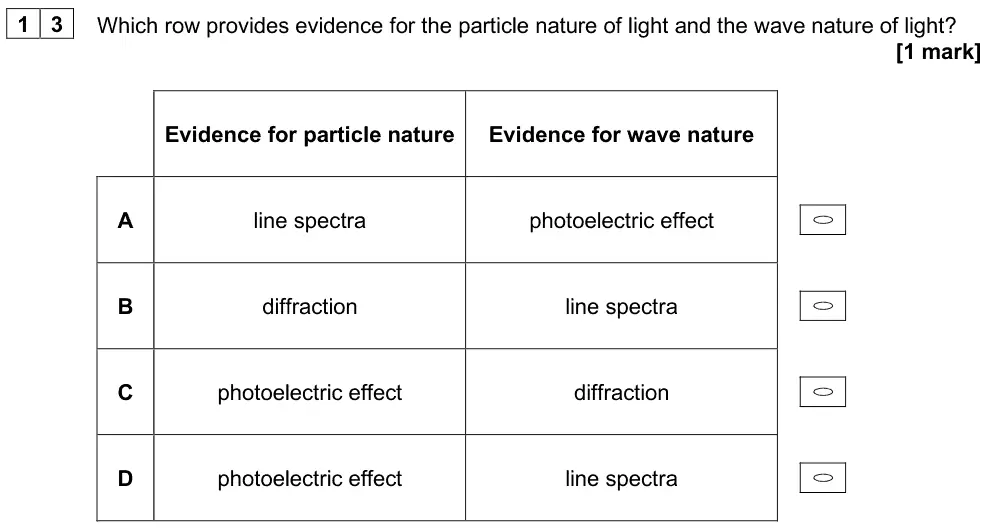 1 3 Which row provides evidence for the particle nature of light and the wave nature of light?
[1 mark]
Evidence for particle nature Evidence for wave nature
A line spectra photoelectric effect
B diffraction line spectra
C photoelectric effect diffraction
D photoelectric effect line spectra